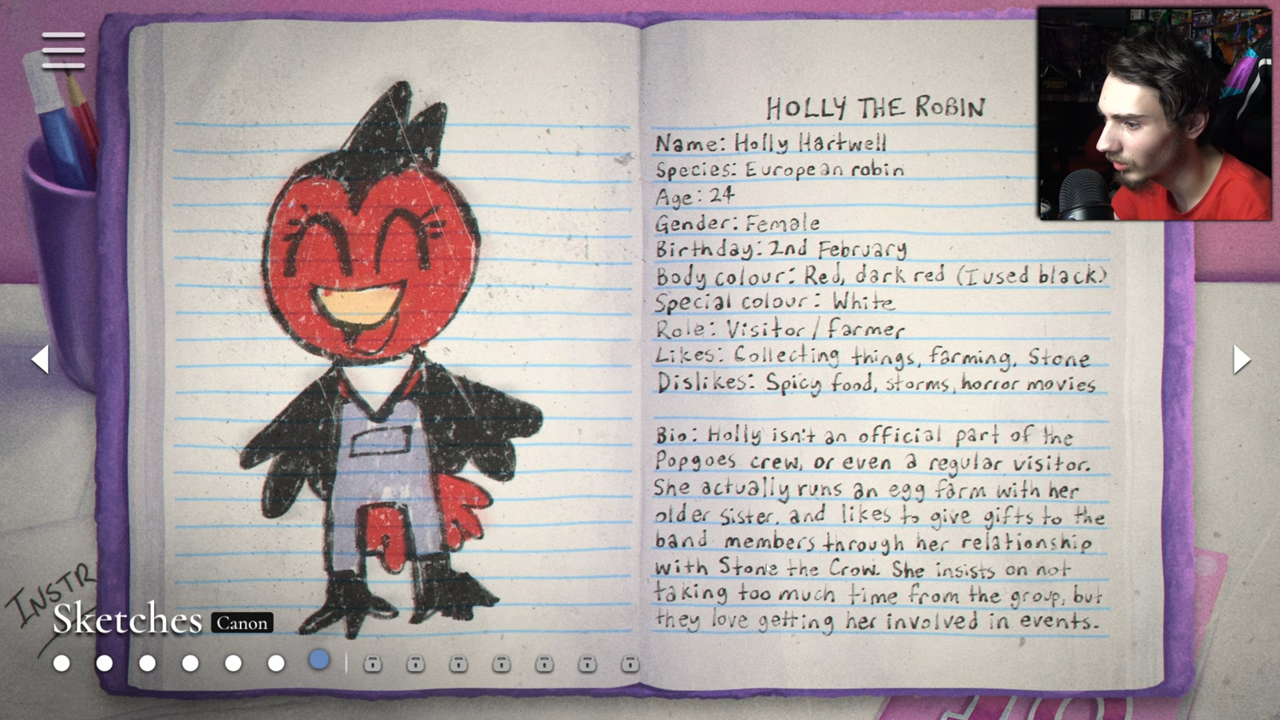 HOLLY THE ROBIN
Name: Holly Hartwell
Species: European robin
Age: 24
Gender: Female
Birthday: 2nd February
Body colour: Red, dark red (I used black)
Special colour: White
Role: Visitor/farmer
Likes: Collecting things, farming, Stone
Dislikes: Spicy food, storms, horror movies
Bio: Holly isn't an official part of the
Popgoes crew, or even a regular visitor.
She actually runs an egg farm with her
older sister, and likes to give gifts to the
band members through her relationship
with Stone the Crow. She insists on not
taking too much time from the group, but
they love getting her involved in events.
INSTR
Sketches Canon